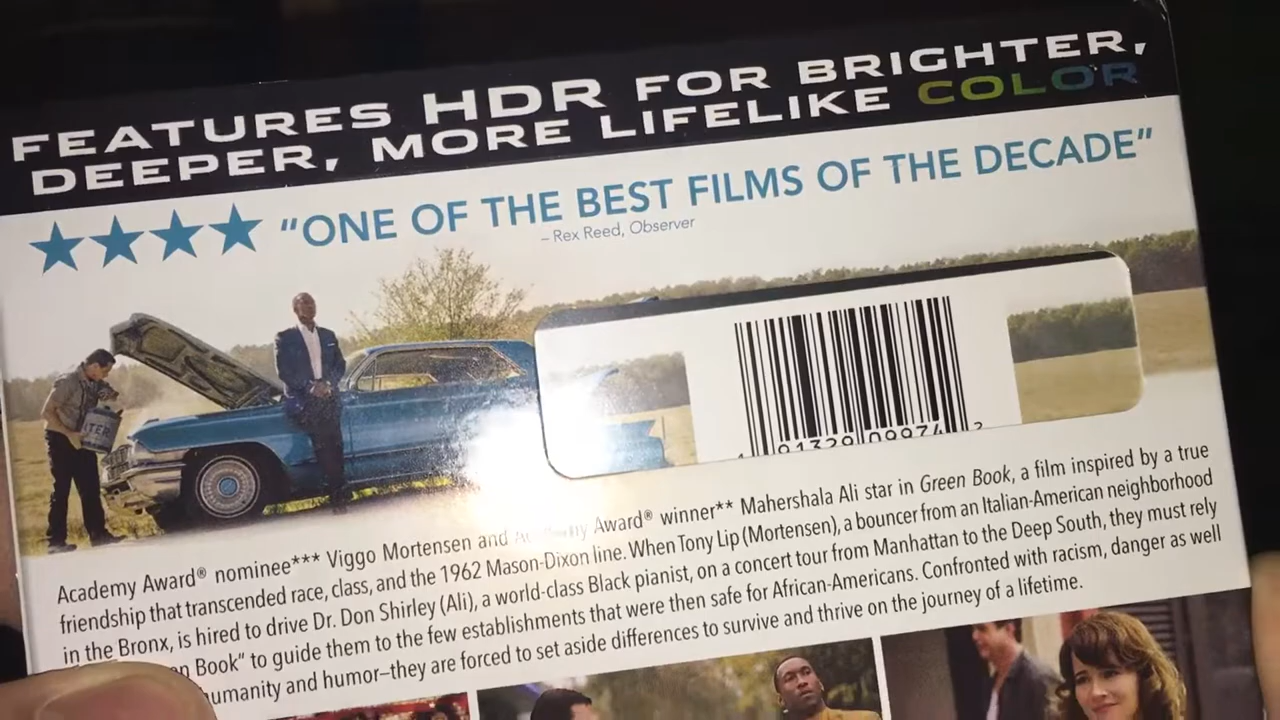 FEATURES HDR FOR BRIGHTER,
DEEPER, MORE LIFELIKE COLOR
"ONE OF THE BEST FILMS OF THE DECADE"
– Rex Reed, Observer
ITER
91329 09974 2
Academy Award® nominee*** Viggo Mortensen and Academy Award® winner** Mahershala Ali star in Green Book, a film inspired by a true
friendship that transcended race, class, and the 1962 Mason-Dixon line. When Tony Lip (Mortensen), a bouncer from an Italian-American neighborhood
in the Bronx, is hired to drive Dr. Don Shirley (Ali), a world-class Black pianist, on a concert tour from Manhattan to the Deep South, they must rely
Book" to guide them to the few establishments that were then safe for African-Americans. Confronted with racism, danger as well
humanity and humor–they are forced to set aside differences to survive and thrive on the journey of a lifetime.